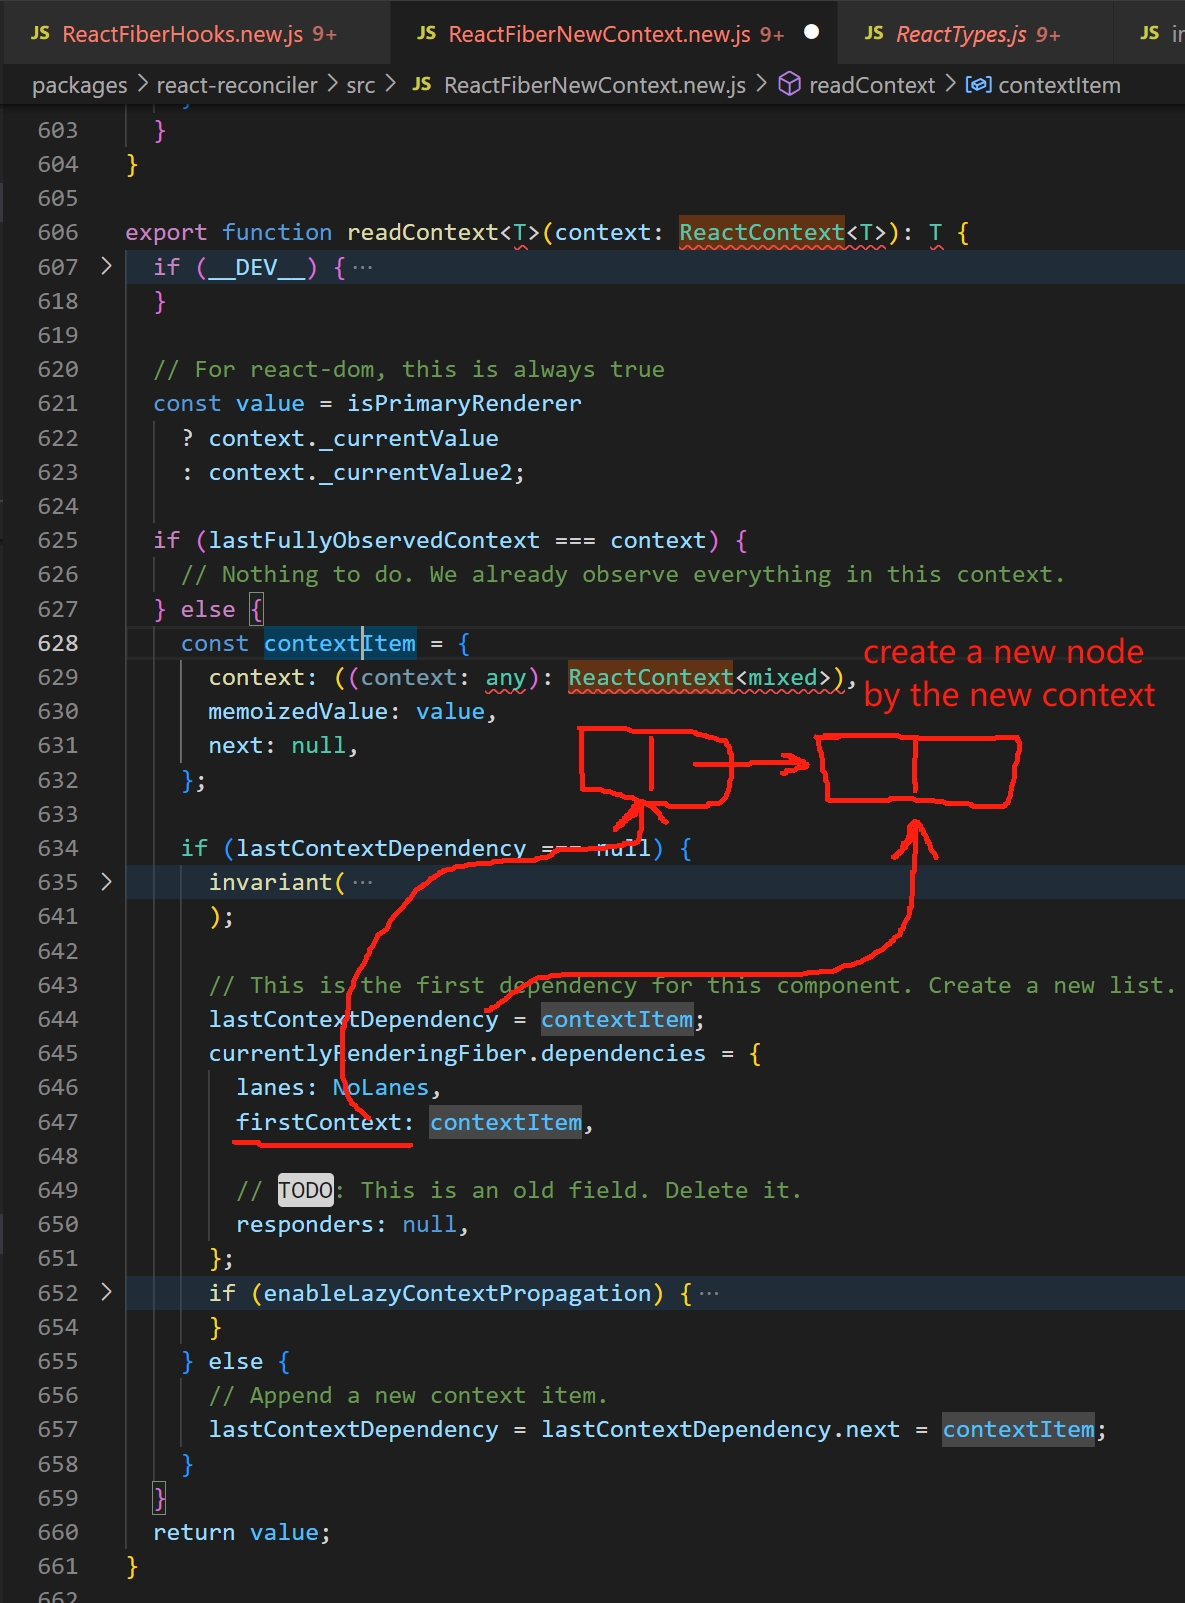 JS ReactFiberHooks.new.js 9+ JS ReactFiberNewContext.new.js 9+ JS ReactTypes.js 9+ JS
packages > react-reconciler > src > JS ReactFiberNewContext.new.js > readContext > contextItem
603 }
604 }
605
606 export function readContext<T>(context: ReactContext<T>): T {
607 if (__DEV__) {···
618 }
619
620 // For react-dom, this is always true
621 const value = isPrimaryRenderer
622 ? context._currentValue
623 : context._currentValue2;
624
625 if (lastFullyObservedContext === context) {
626 // Nothing to do. We already observe everything in this context.
627 } else {
628 const contextItem = {
629 context: ((context: any): ReactContext<mixed>),
create a new node
by the new context
630 memoizedValue: value,
631 next: null,
632 };
633
634 if (lastContextDependency === null) {
635 invariant(···
641 );
642
643 // This is the first dependency for this component. Create a new list.
644 lastContextDependency = contextItem;
645 currentlyRenderingFiber.dependencies = {
646 lanes: NoLanes,
647 firstContext: contextItem,
648
649 // TODO: This is an old field. Delete it.
650 responders: null,
651 };
652 if (enableLazyContextPropagation) {···
654 }
655 } else {
656 // Append a new context item.
657 lastContextDependency = lastContextDependency.next = contextItem;
658 }
659 }
660 return value;
661 }
662